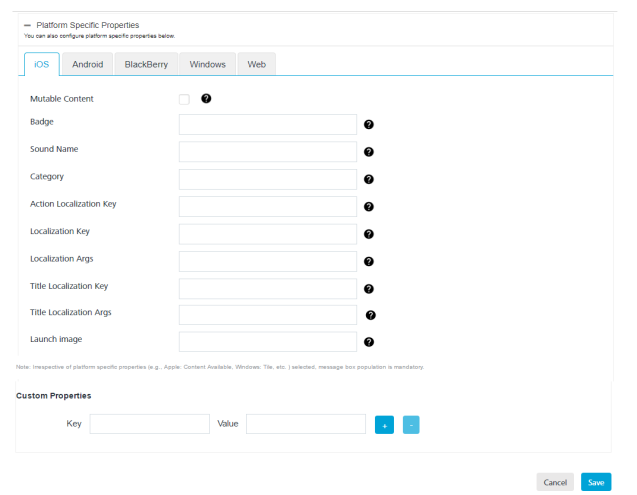 − Platform Specific Properties
You can also configure platform specific properties below.
iOS Android BlackBerry Windows Web
Mutable Content ?
Badge ?
Sound Name ?
Category ?
Action Localization Key ?
Localization Key ?
Localization Args ?
Title Localization Key ?
Title Localization Args ?
Launch image ?
Note: Irrespective of platform specific properties (e.g., Apple: Content Available, Windows: Tile, etc. ) selected, message box population is mandatory.
Custom Properties
Key Value + -
Cancel Save